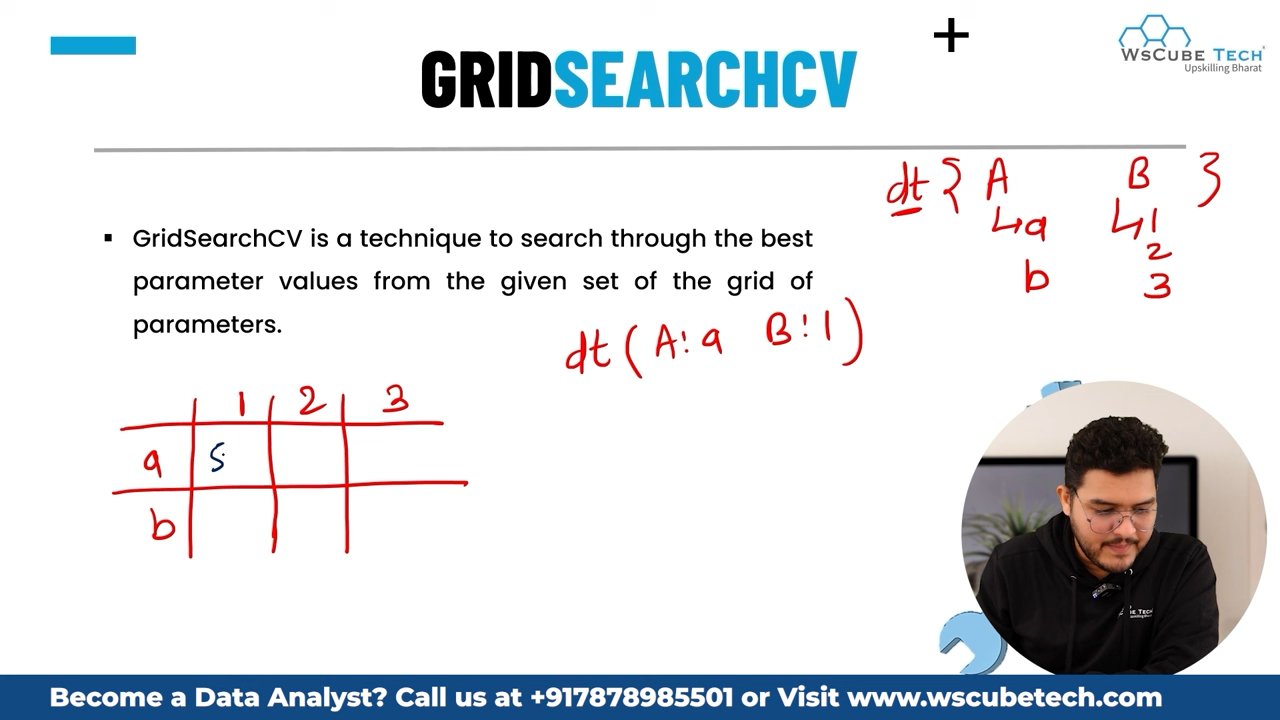 WsCube Tech
Upskilling Bharat
GRIDSEARCHCV
dt { A B }
↳a ↳1
2
b 3
▪ GridSearchCV is a technique to search through the best
parameter values from the given set of the grid of
parameters.
dt (A: a B: 1)
1 2 3
a S
b
Become a Data Analyst? Call us at +917878985501 or Visit www.wscubetech.com